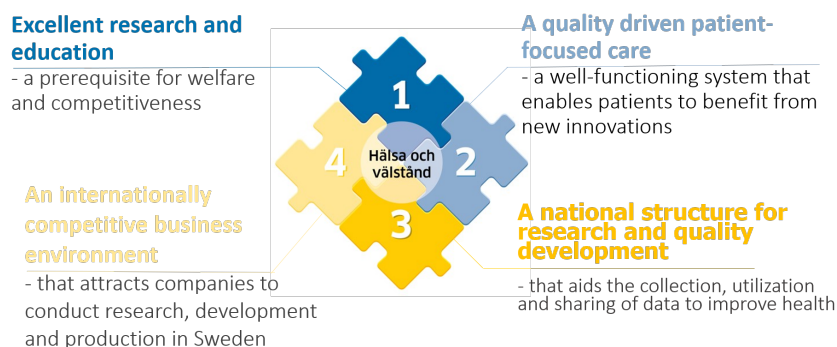 Excellent research and
education
- a prerequisite for welfare
and competitiveness
A quality driven patient-
focused care
- a well-functioning system that
enables patients to benefit from
new innovations
1
2
3
4
Hälsa och
välstånd
An internationally
competitive business
environment
- that attracts companies to
conduct research, development
and production in Sweden
A national structure for
research and quality
development
- that aids the collection, utilization
and sharing of data to improve health